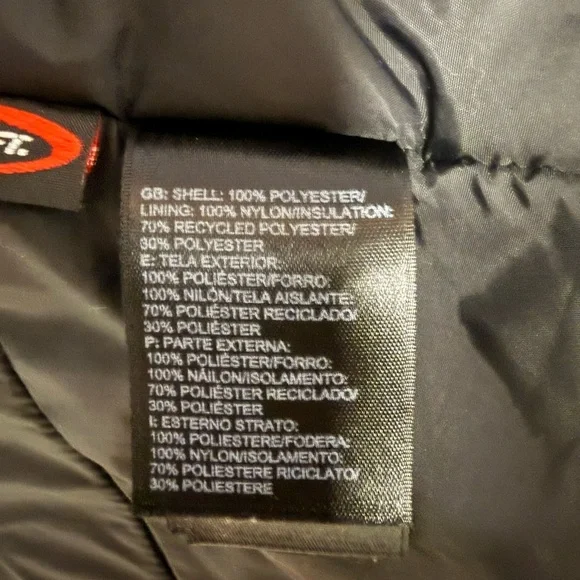 GB: SHELL: 100% POLYESTER/
LINING: 100% NYLON/INSULATION:
70% RECYCLED POLYESTER/
30% POLYESTER
E: TELA EXTERIOR:
100% POLIÉSTER/FORRO:
100% NILÓN/TELA AISLANTE:
70% POLIÉSTER RECICLADO/
30% POLIÉSTER
P: PARTE EXTERNA:
100% POLIÉSTER/FORRO:
100% NÁILON/ISOLAMENTO:
70% POLIÉSTER RECICLADO/
30% POLIÉSTER
I: ESTERNO STRATO:
100% POLIESTERE/FODERA:
100% NYLON/ISOLAMENTO:
70% POLIESTERE RICICLATO/
30% POLIESTERE